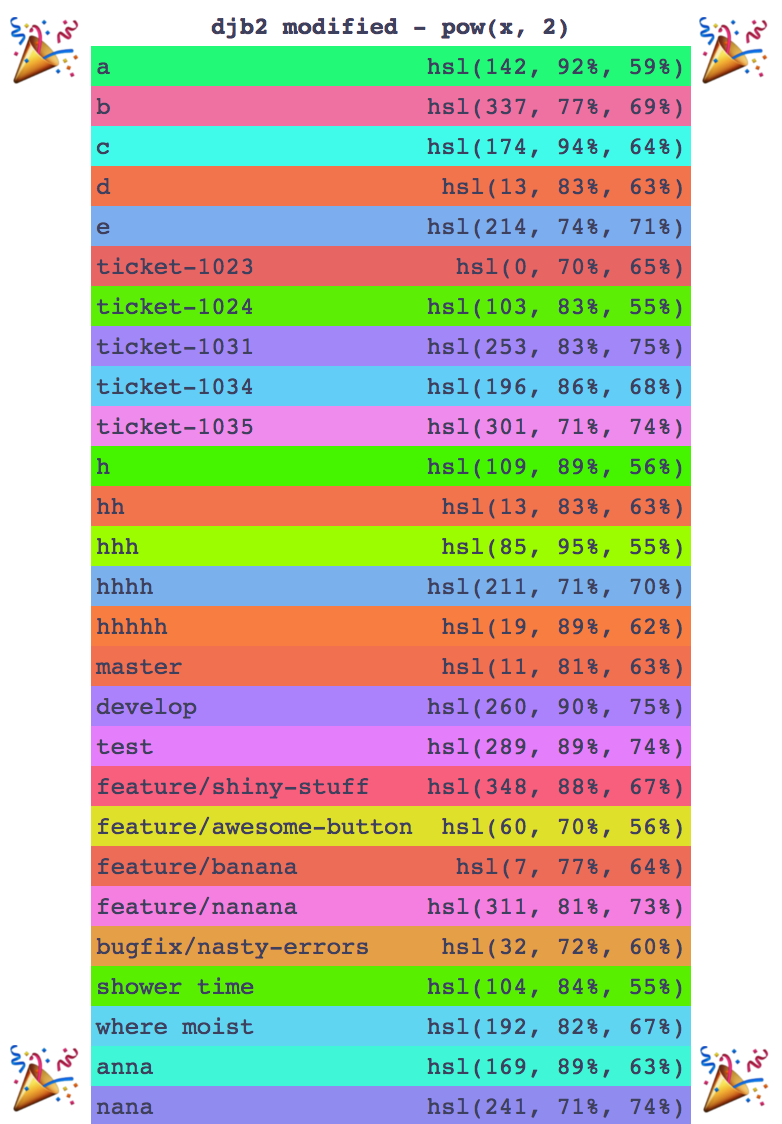 djb2 modified - pow(x, 2)
a hsl(142, 92%, 59%)
b hsl(337, 77%, 69%)
c hsl(174, 94%, 64%)
d hsl(13, 83%, 63%)
e hsl(214, 74%, 71%)
ticket-1023 hsl(0, 70%, 65%)
ticket-1024 hsl(103, 83%, 55%)
ticket-1031 hsl(253, 83%, 75%)
ticket-1034 hsl(196, 86%, 68%)
ticket-1035 hsl(301, 71%, 74%)
h hsl(109, 89%, 56%)
hh hsl(13, 83%, 63%)
hhh hsl(85, 95%, 55%)
hhhh hsl(211, 71%, 70%)
hhhhh hsl(19, 89%, 62%)
master hsl(11, 81%, 63%)
develop hsl(260, 90%, 75%)
test hsl(289, 89%, 74%)
feature/shiny-stuff hsl(348, 88%, 67%)
feature/awesome-button hsl(60, 70%, 56%)
feature/banana hsl(7, 77%, 64%)
feature/nanana hsl(311, 81%, 73%)
bugfix/nasty-errors hsl(32, 72%, 60%)
shower time hsl(104, 84%, 55%)
where moist hsl(192, 82%, 67%)
anna hsl(169, 89%, 63%)
nana hsl(241, 71%, 74%)